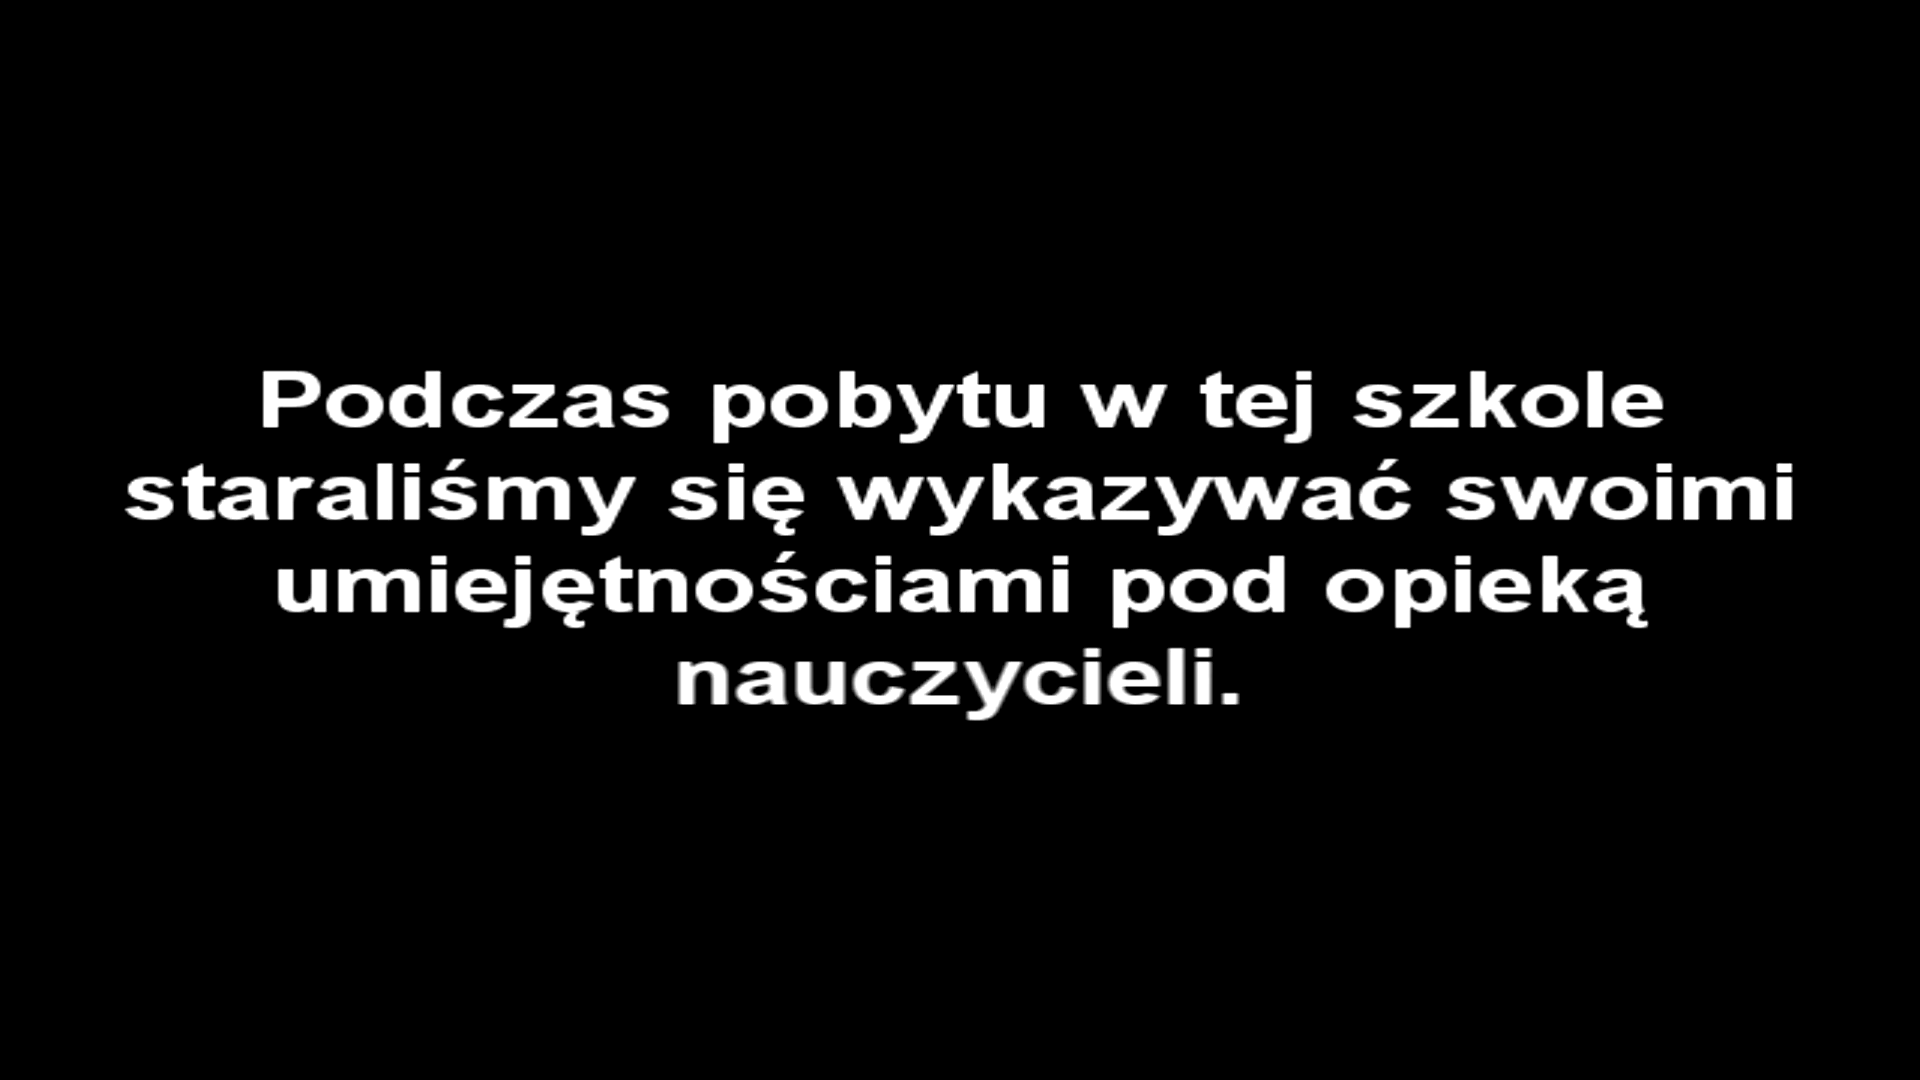 Podczas pobytu w tej szkole
staraliśmy się wykazywać swoimi
umiejętnościami pod opieką
nauczycieli.